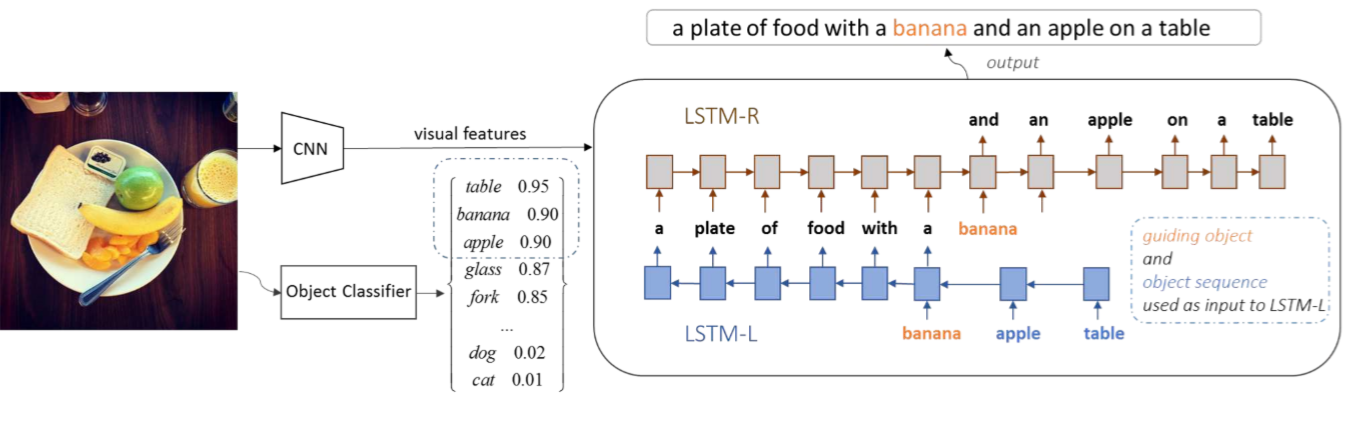 a plate of food with a banana and an apple on a table
output
CNN
visual features
table 0.95
banana 0.90
apple 0.90
glass 0.87
fork 0.85
...
dog 0.02
cat 0.01
Object Classifier
LSTM-R
and an apple on a table
a plate of food with a banana
LSTM-L
banana apple table
guiding object
and
object sequence
used as input to LSTM-L